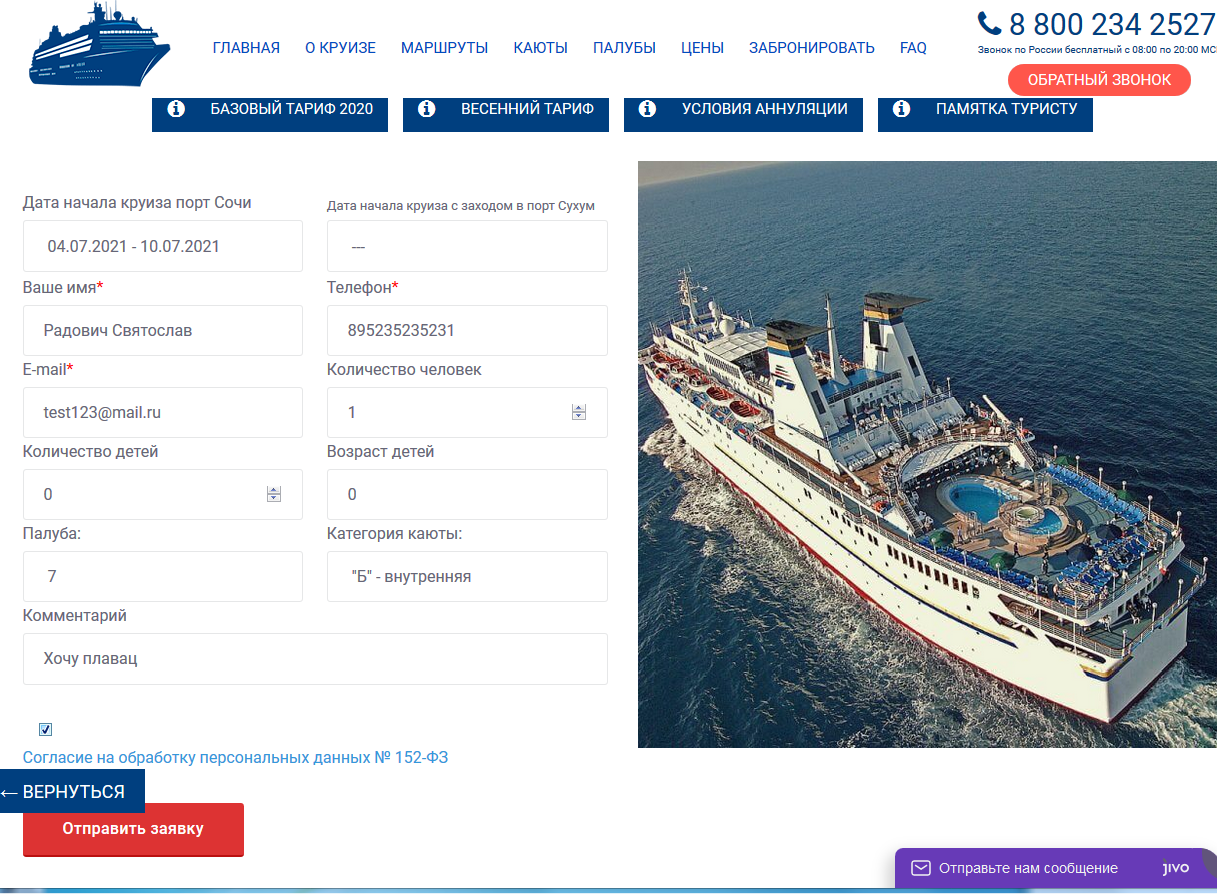 8 800 234 2527
ГЛАВНАЯ О КРУИЗЕ МАРШРУТЫ КАЮТЫ ПАЛУБЫ ЦЕНЫ ЗАБРОНИРОВАТЬ FAQ
Звонок по России бесплатный с 08:00 по 20:00 МС
ОБРАТНЫЙ ЗВОНОК
БАЗОВЫЙ ТАРИФ 2020 ВЕСЕННИЙ ТАРИФ УСЛОВИЯ АННУЛЯЦИИ ПАМЯТКА ТУРИСТУ
Дата начала круиза порт Сочи Дата начала круиза с заходом в порт Сухум
04.07.2021 - 10.07.2021 ---
Ваше имя* Телефон*
Радович Святослав 895235235231
E-mail* Количество человек
test123@mail.ru 1
Количество детей Возраст детей
0 0
Палуба: Категория каюты:
7 "Б" - внутренняя
Комментарий
Хочу плавац
Согласие на обработку персональных данных № 152-ФЗ
←ВЕРНУТЬСЯ
Отправить заявку
Отправьте нам сообщение jivo